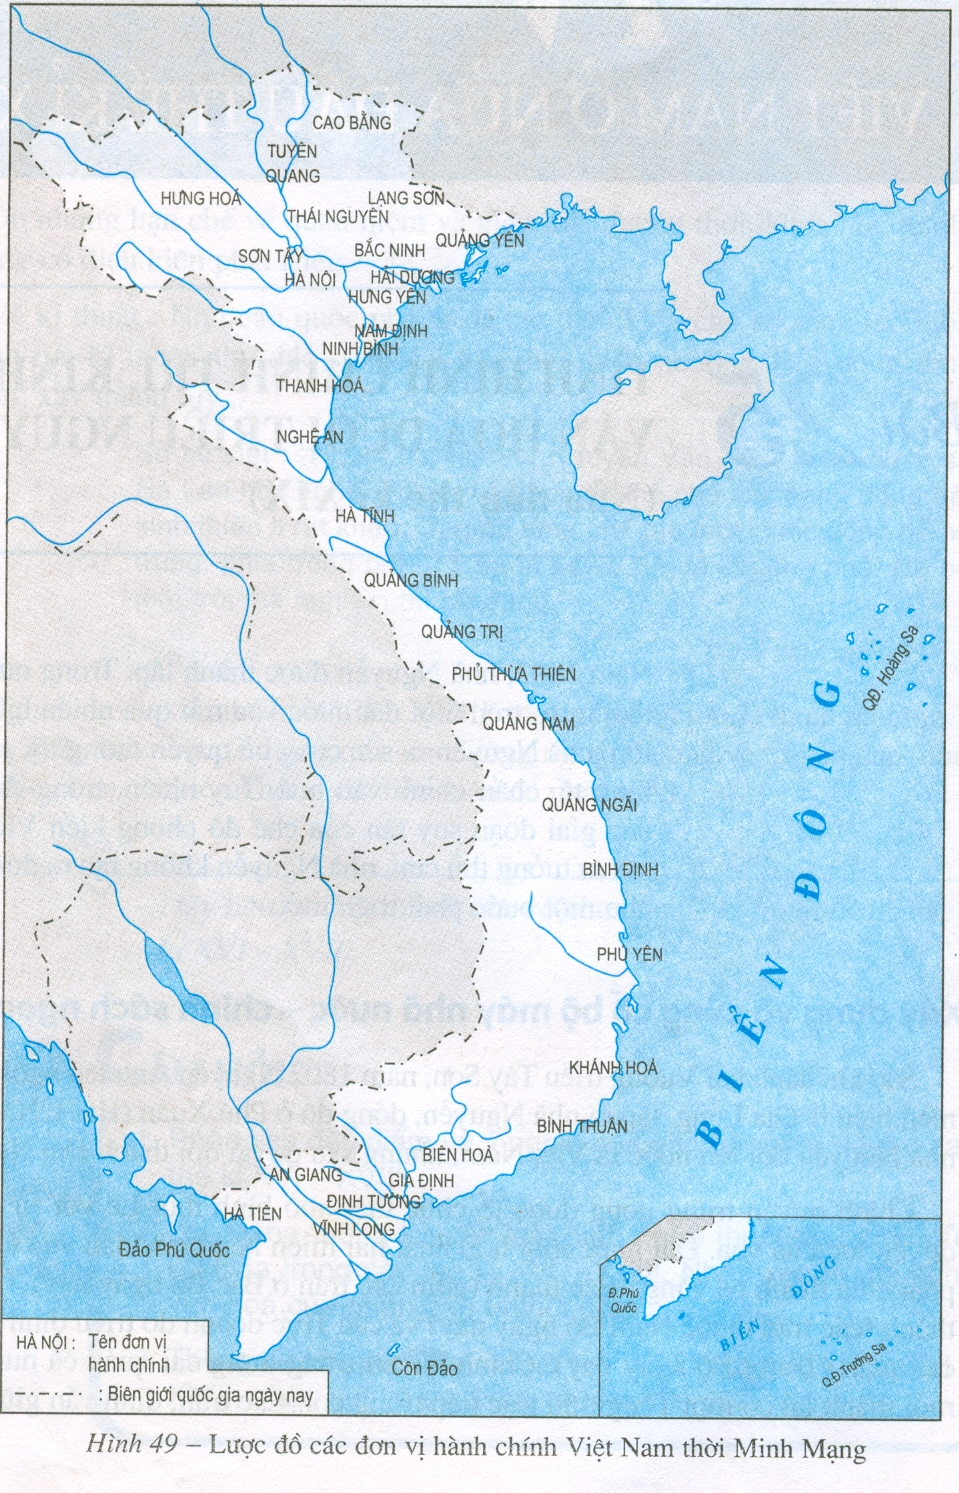 CAO BẰNG
TUYÊN
QUANG
HƯNG HOÁ
LẠNG SƠN
THÁI NGUYÊN
QUẢNG YÊN
BẮC NINH
SƠN TÂY
HÀ NỘI
HẢI DƯƠNG
HƯNG YÊN
NAM ĐỊNH
NINH BÌNH
THANH HOÁ
NGHỆ AN
HÀ TĨNH
QUẢNG BÌNH
QUẢNG TRỊ
PHỦ THỪA THIÊN
QĐ. Hoàng Sa
QUẢNG NAM
QUẢNG NGÃI
BÌNH ĐỊNH
PHÚ YÊN
BIỂN ĐÔNG
KHÁNH HOÀ
BÌNH THUẬN
BIÊN HOÀ
AN GIANG
GIA ĐỊNH
ĐỊNH TƯỜNG
HÀ TIÊN
VĨNH LONG
Đảo Phú Quốc
Côn Đảo
Đ.Phú
Quốc
BIỂN ĐÔNG
Q.Đ.Trường Sa
HÀ NỘI : Tên đơn vị
hành chính
: Biên giới quốc gia ngày nay
Hình 49 – Lược đồ các đơn vị hành chính Việt Nam thời Minh Mạng